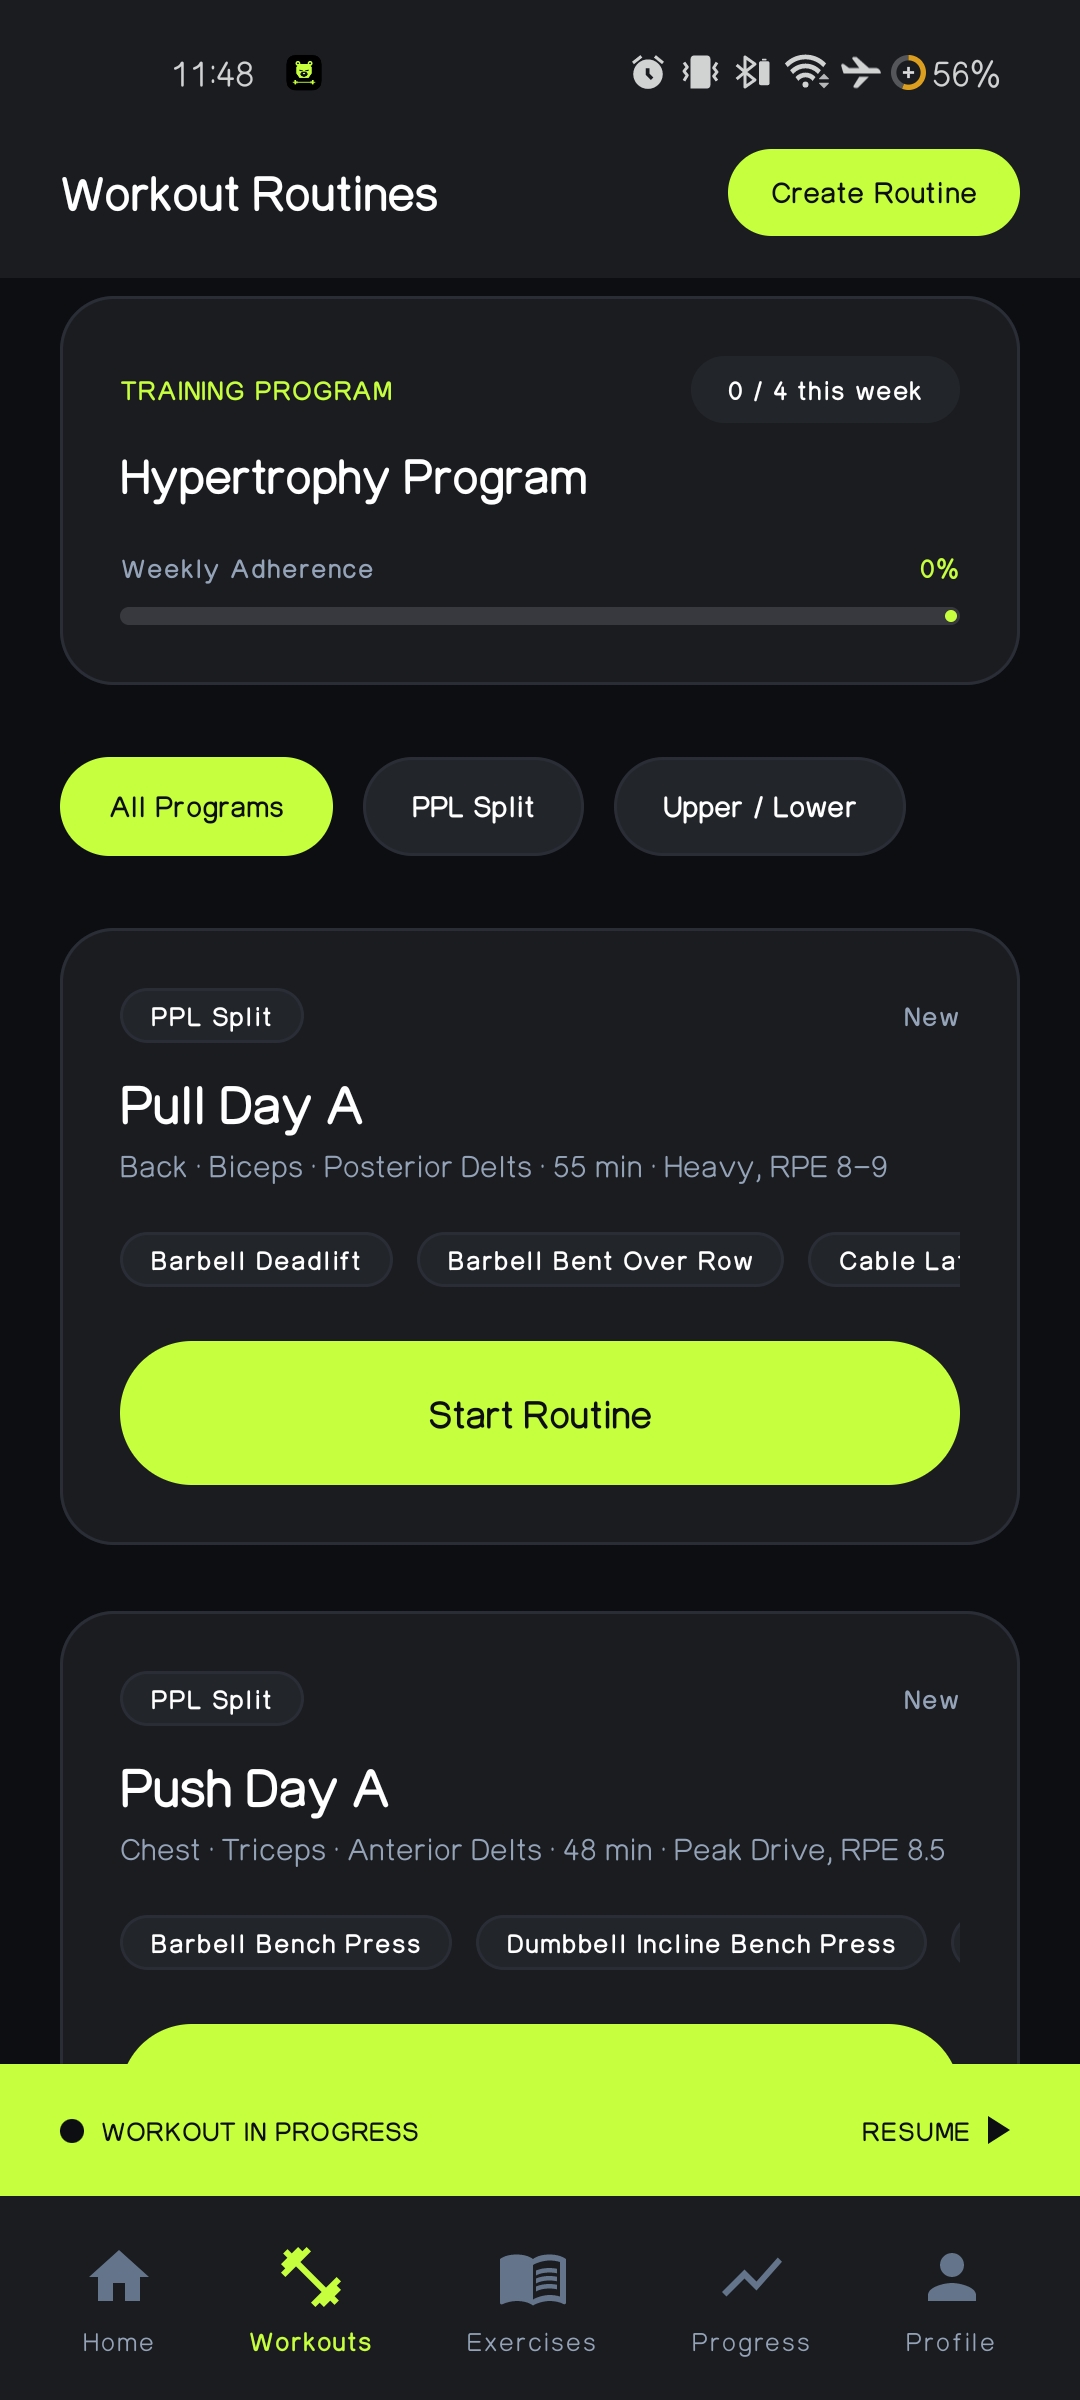 11:48
56%
Workout Routines
Create Routine
TRAINING PROGRAM
0 / 4 this week
Hypertrophy Program
Weekly Adherence
0%
All Programs
PPL Split
Upper / Lower
PPL Split
New
Pull Day A
Back · Biceps · Posterior Delts · 55 min · Heavy, RPE 8–9
Barbell Deadlift
Barbell Bent Over Row
Cable
Start Routine
PPL Split
New
Push Day A
Chest · Triceps · Anterior Delts · 48 min · Peak Drive, RPE 8.5
Barbell Bench Press
Dumbbell Incline Bench Press
WORKOUT IN PROGRESS
RESUME
Home
Workouts
Exercises
Progress
Profile